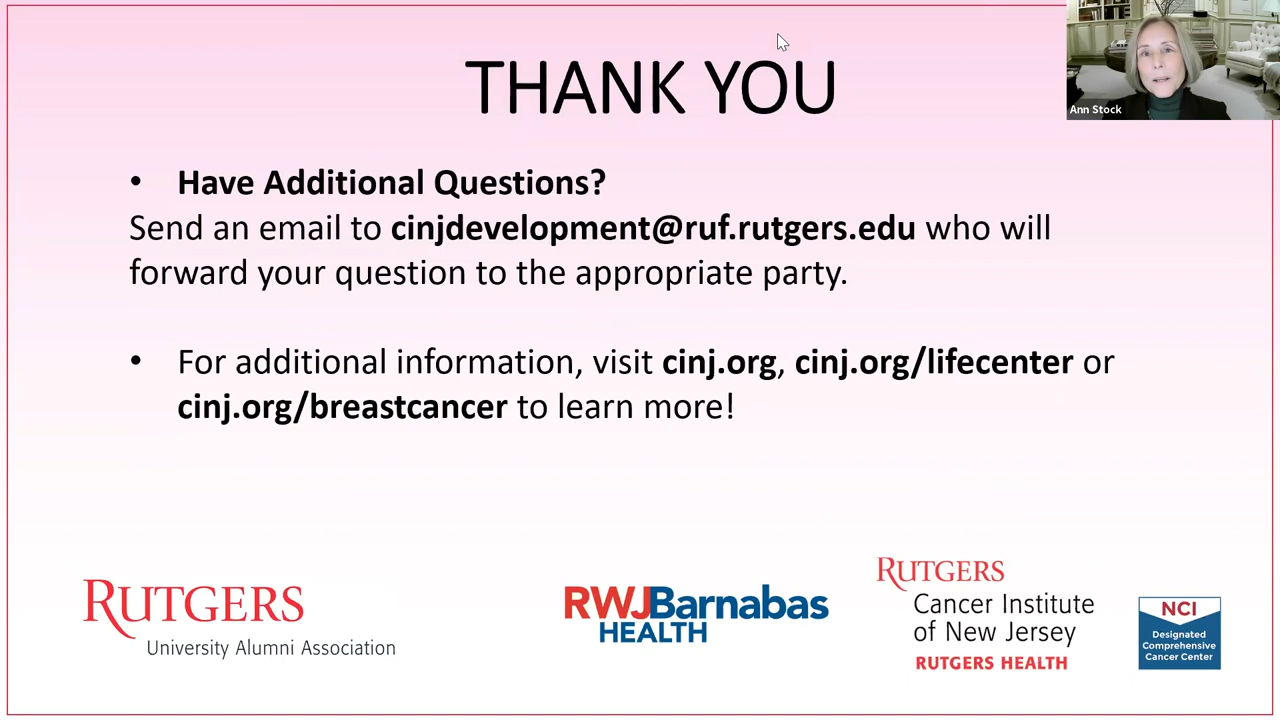 THANK YOU
Ann Stock
• Have Additional Questions?
Send an email to cinjdevelopment@ruf.rutgers.edu who will
forward your question to the appropriate party.
• For additional information, visit cinj.org, cinj.org/lifecenter or
cinj.org/breastcancer to learn more!
RUTGERS
University Alumni Association
RWJBarnabas
HEALTH
RUTGERS
Cancer Institute
of New Jersey
RUTGERS HEALTH
NCI
Designated
Comprehensive
Cancer Center